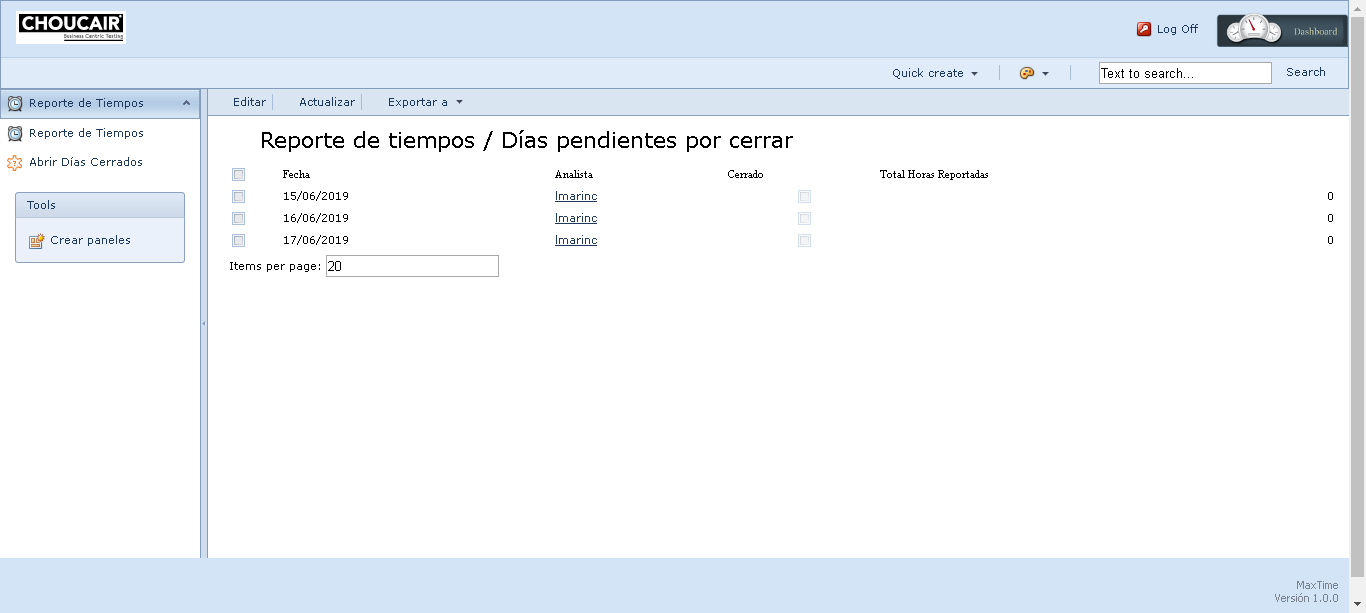 CHOUCAIR
Business Centric Testing
Log Off
Dashboard
Quick create
Text to search...
Search
Reporte de Tiempos
Reporte de Tiempos
Abrir Días Cerrados
Tools
Crear paneles
Editar Actualizar Exportar a
Reporte de tiempos / Días pendientes por cerrar
Fecha Analista Cerrado Total Horas Reportadas
15/06/2019 lmarinc 0
16/06/2019 lmarinc 0
17/06/2019 lmarinc 0
Items per page: 20
MaxTime
Versión 1.0.0